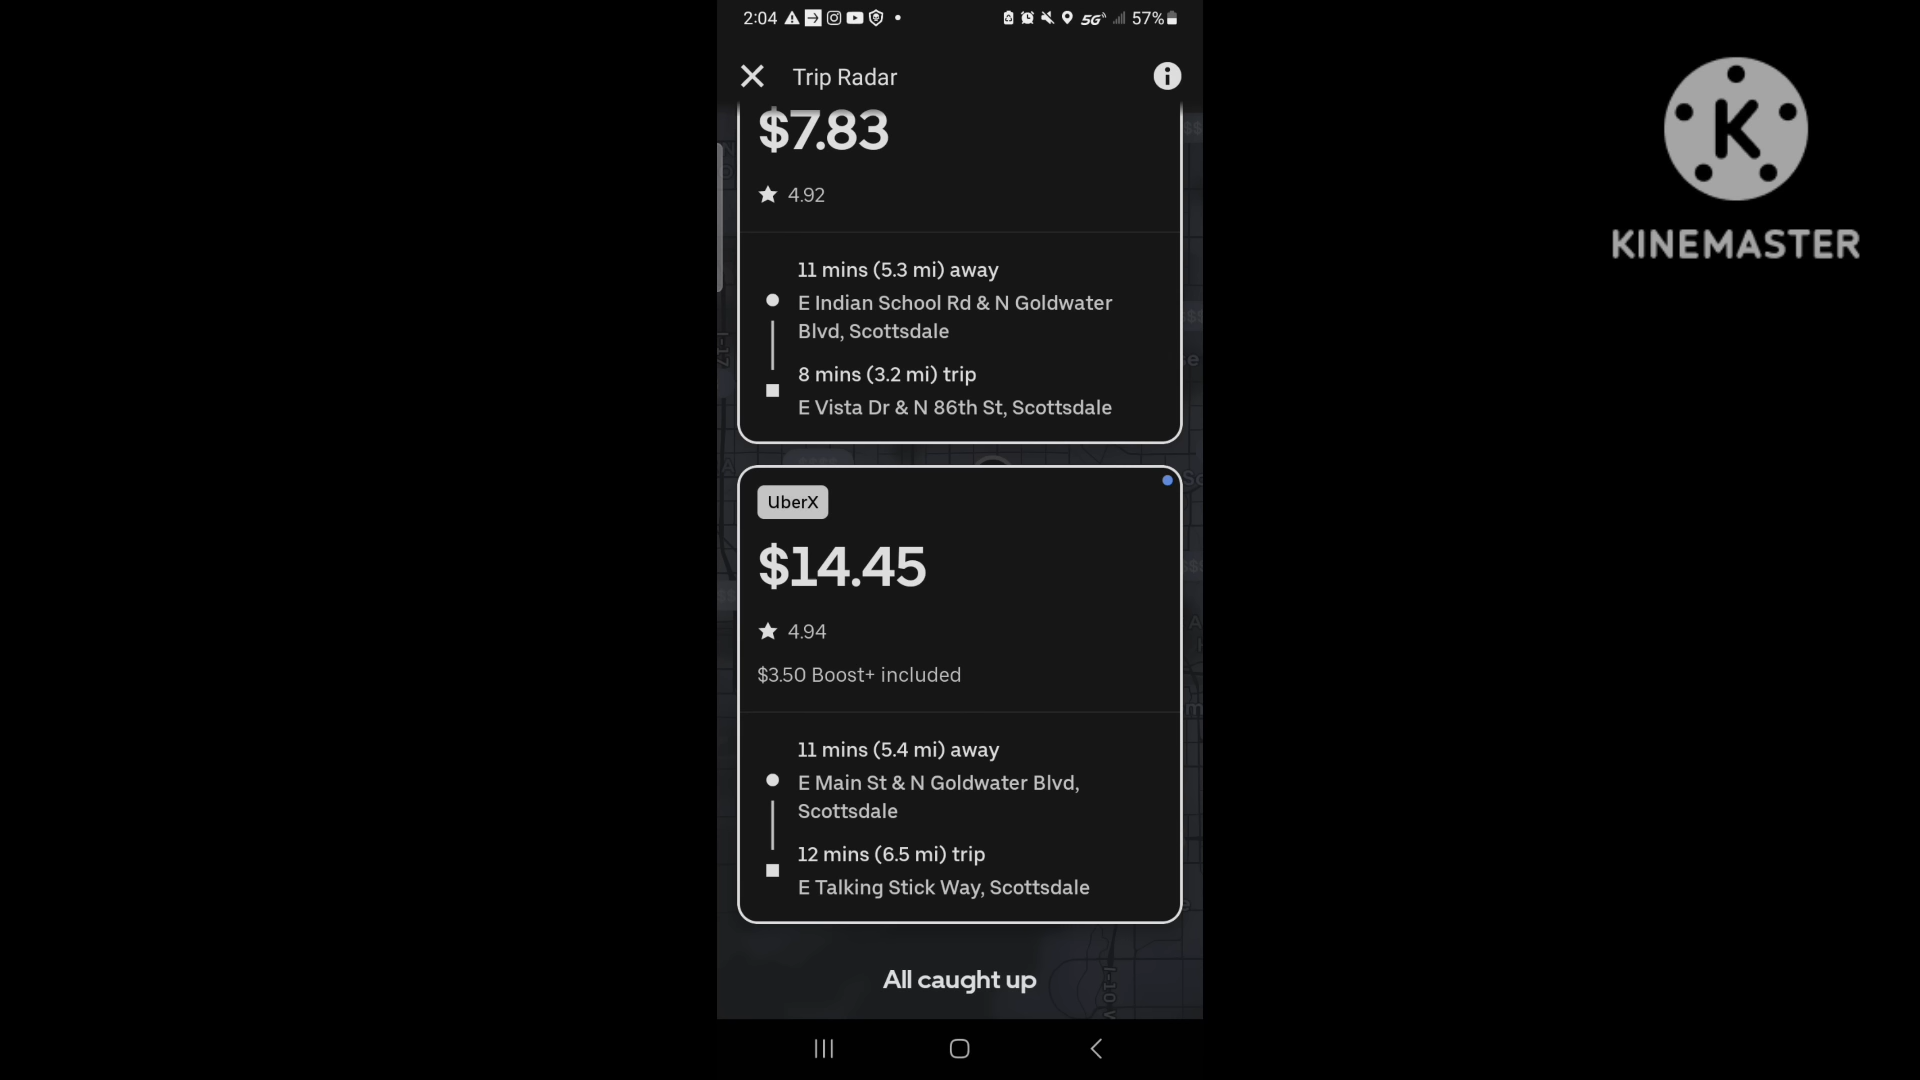 2:04
5G
57%
Trip Radar
$7.83
4.92
11 mins (5.3 mi) away
E Indian School Rd & N Goldwater
Blvd, Scottsdale
8 mins (3.2 mi) trip
E Vista Dr & N 86th St, Scottsdale
UberX
$14.45
4.94
$3.50 Boost+ included
11 mins (5.4 mi) away
E Main St & N Goldwater Blvd,
Scottsdale
12 mins (6.5 mi) trip
E Talking Stick Way, Scottsdale
All caught up
K
KINEMASTER
I-17
I-10